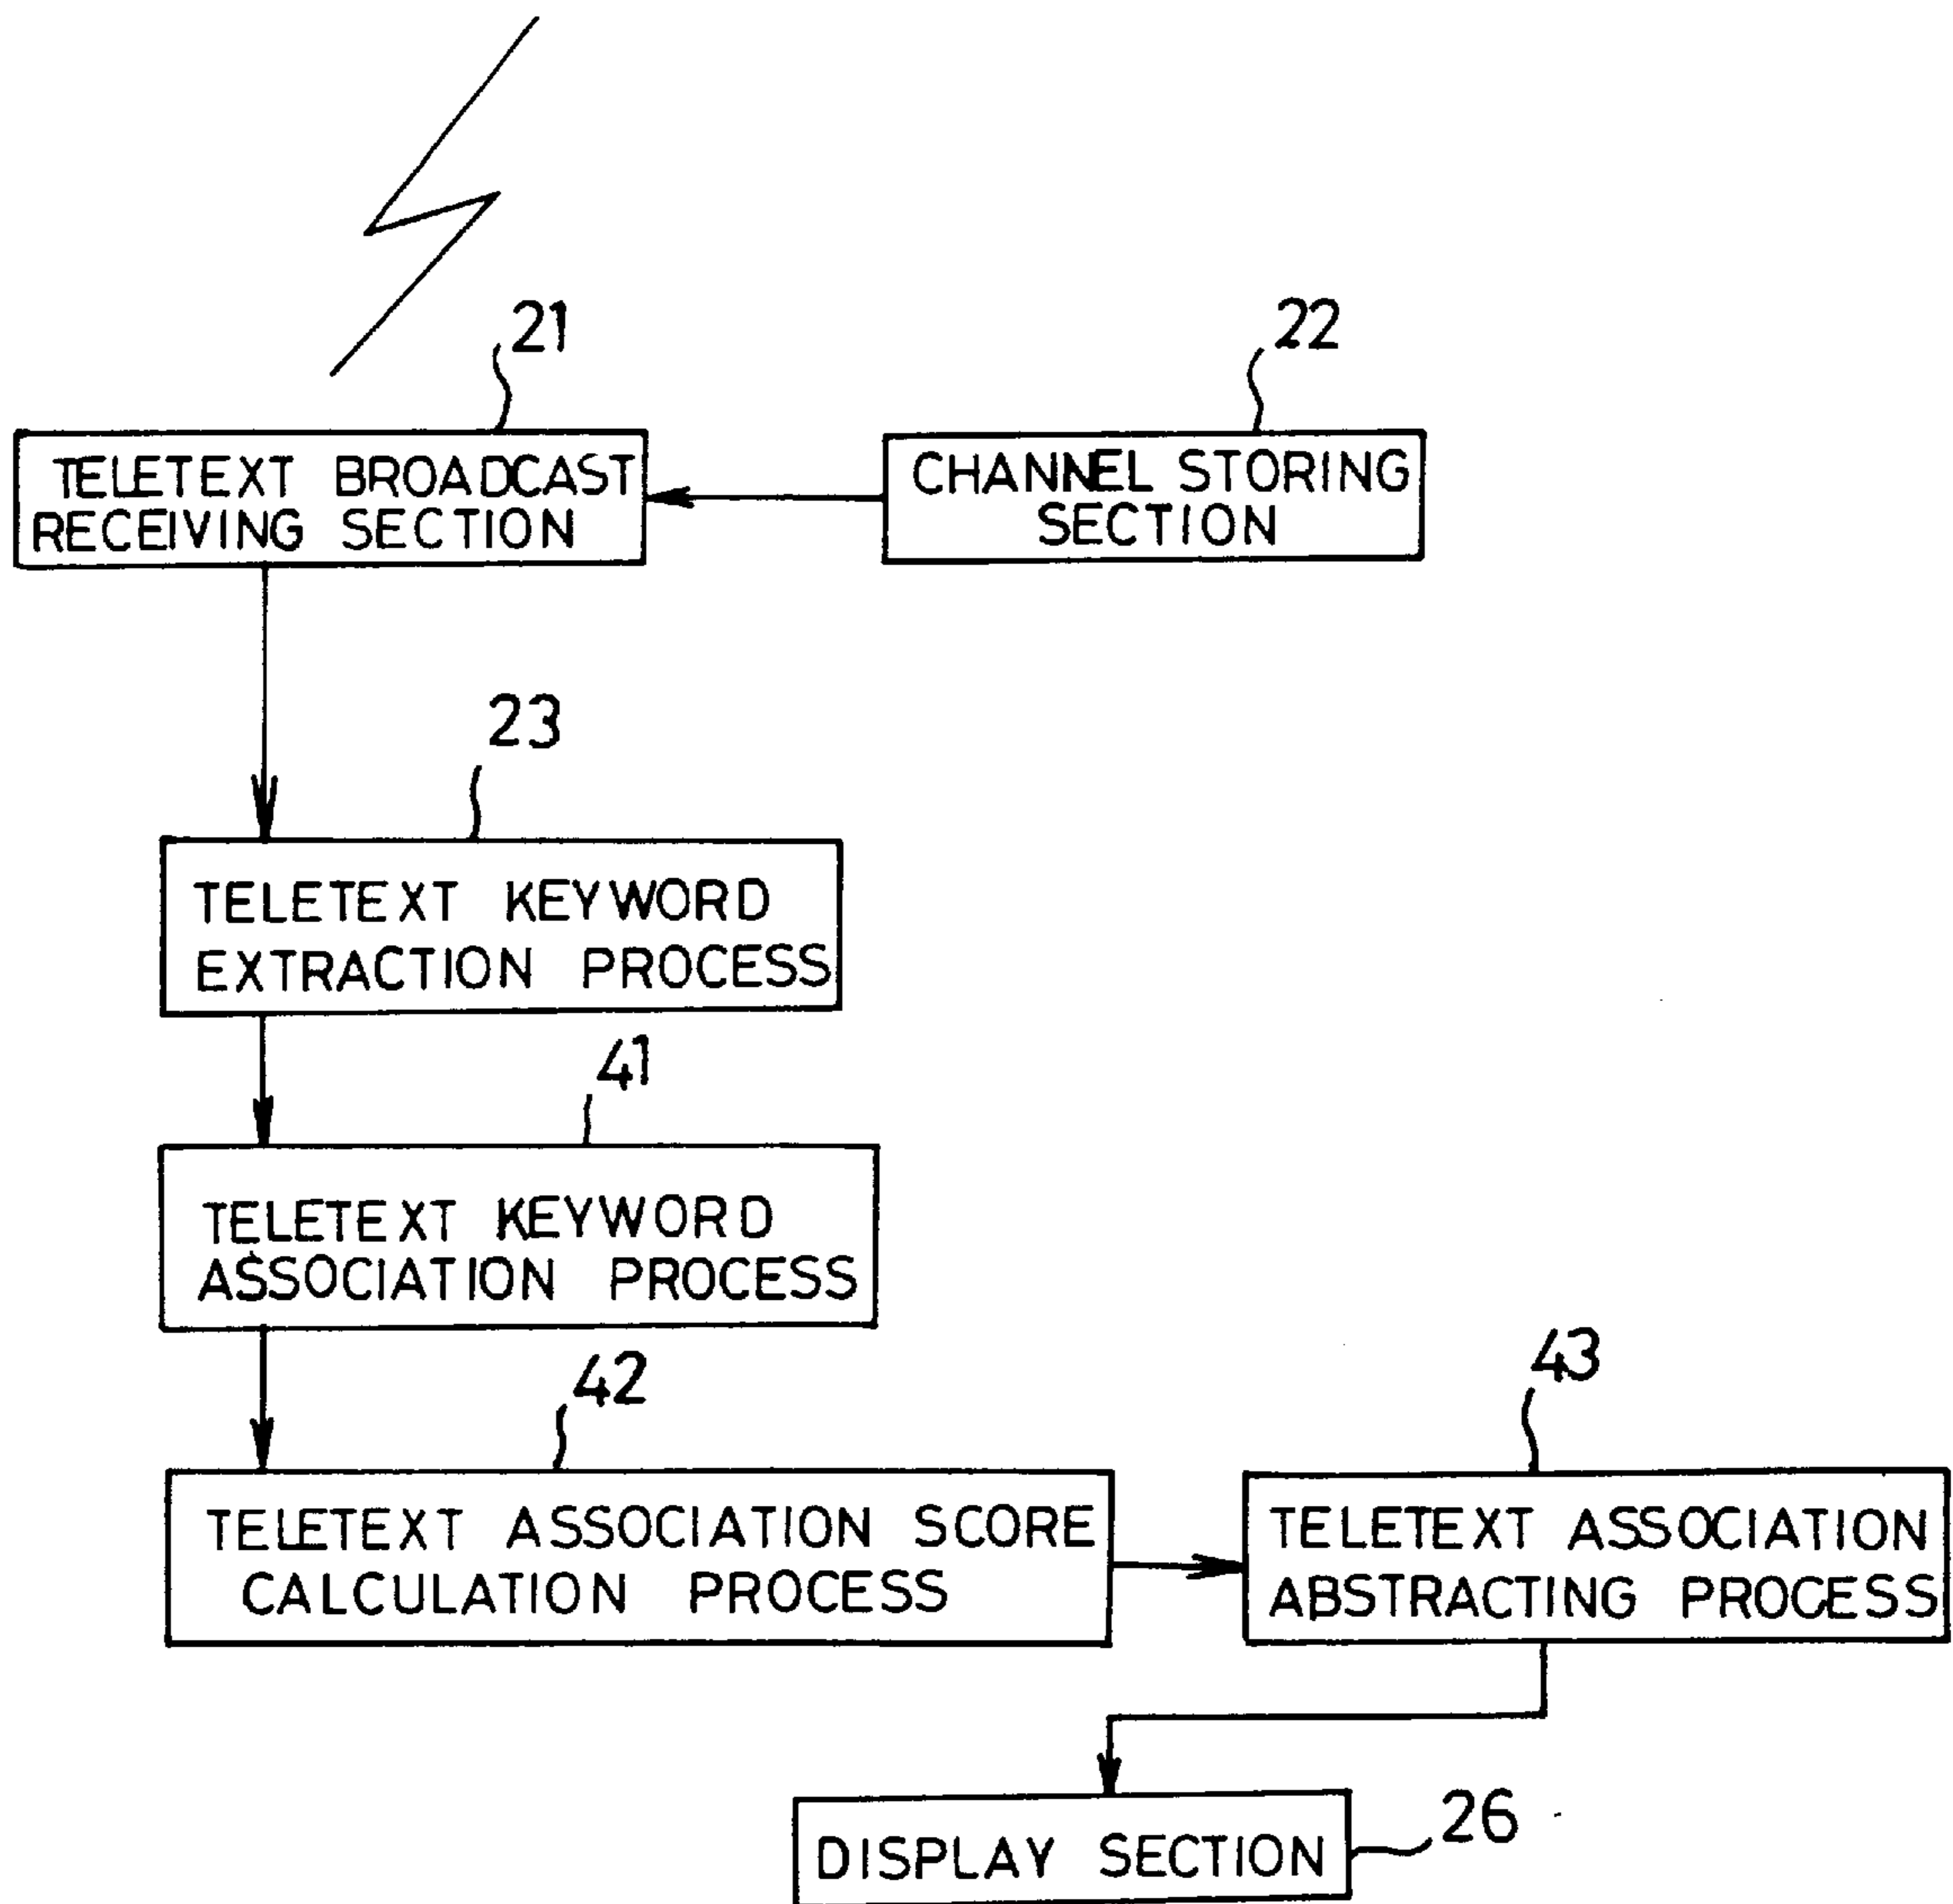 21
22
TELETEXT BROADCAST
RECEIVING SECTION
CHANNEL STORING
SECTION
23
TELETEXT KEYWORD
EXTRACTION PROCESS
41
TELETEXT KEYWORD
ASSOCIATION PROCESS
42
43
TELETEXT ASSOCIATION SCORE
CALCULATION PROCESS
TELETEXT ASSOCIATION
ABSTRACTING PROCESS
DISPLAY SECTION
26